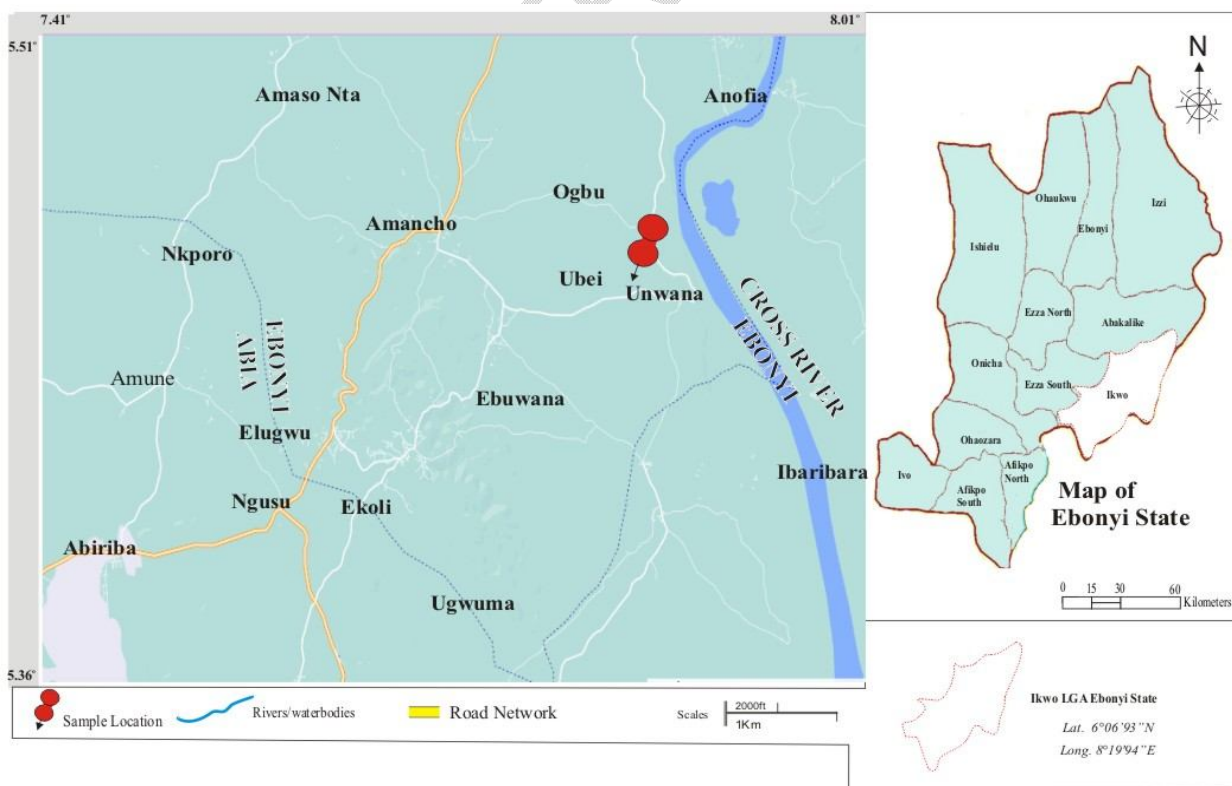 7.41"
8.01"
5.51"
5.36"
Amaso Nta
Anofia
Ogbu
Amancho
Nkporo
Ubei
Unwana
CROSS RIVER
EBONYI
EBONYI
ABIA
Amune
Ebuwana
Elugwu
Ibaribara
Ngusu
Ekoli
Abiriba
Ugwuma
Sample Location
Rivers/waterbodies
Road Network
Scales
2000ft
1Km
N
Ohaukwu
Izzi
Ebonyi
Ishielu
Ezza North
Abakalike
Onicha
Ezza South
Ikwo
Ohaozara
Ivo
Afikpo
South
Afikpo
North
Map of
Ebonyi State
0 15 30 60
Kilometers
Ikwo LGA Ebonyi State
Lat. 6°06'93"N
Long. 8°19'94"E